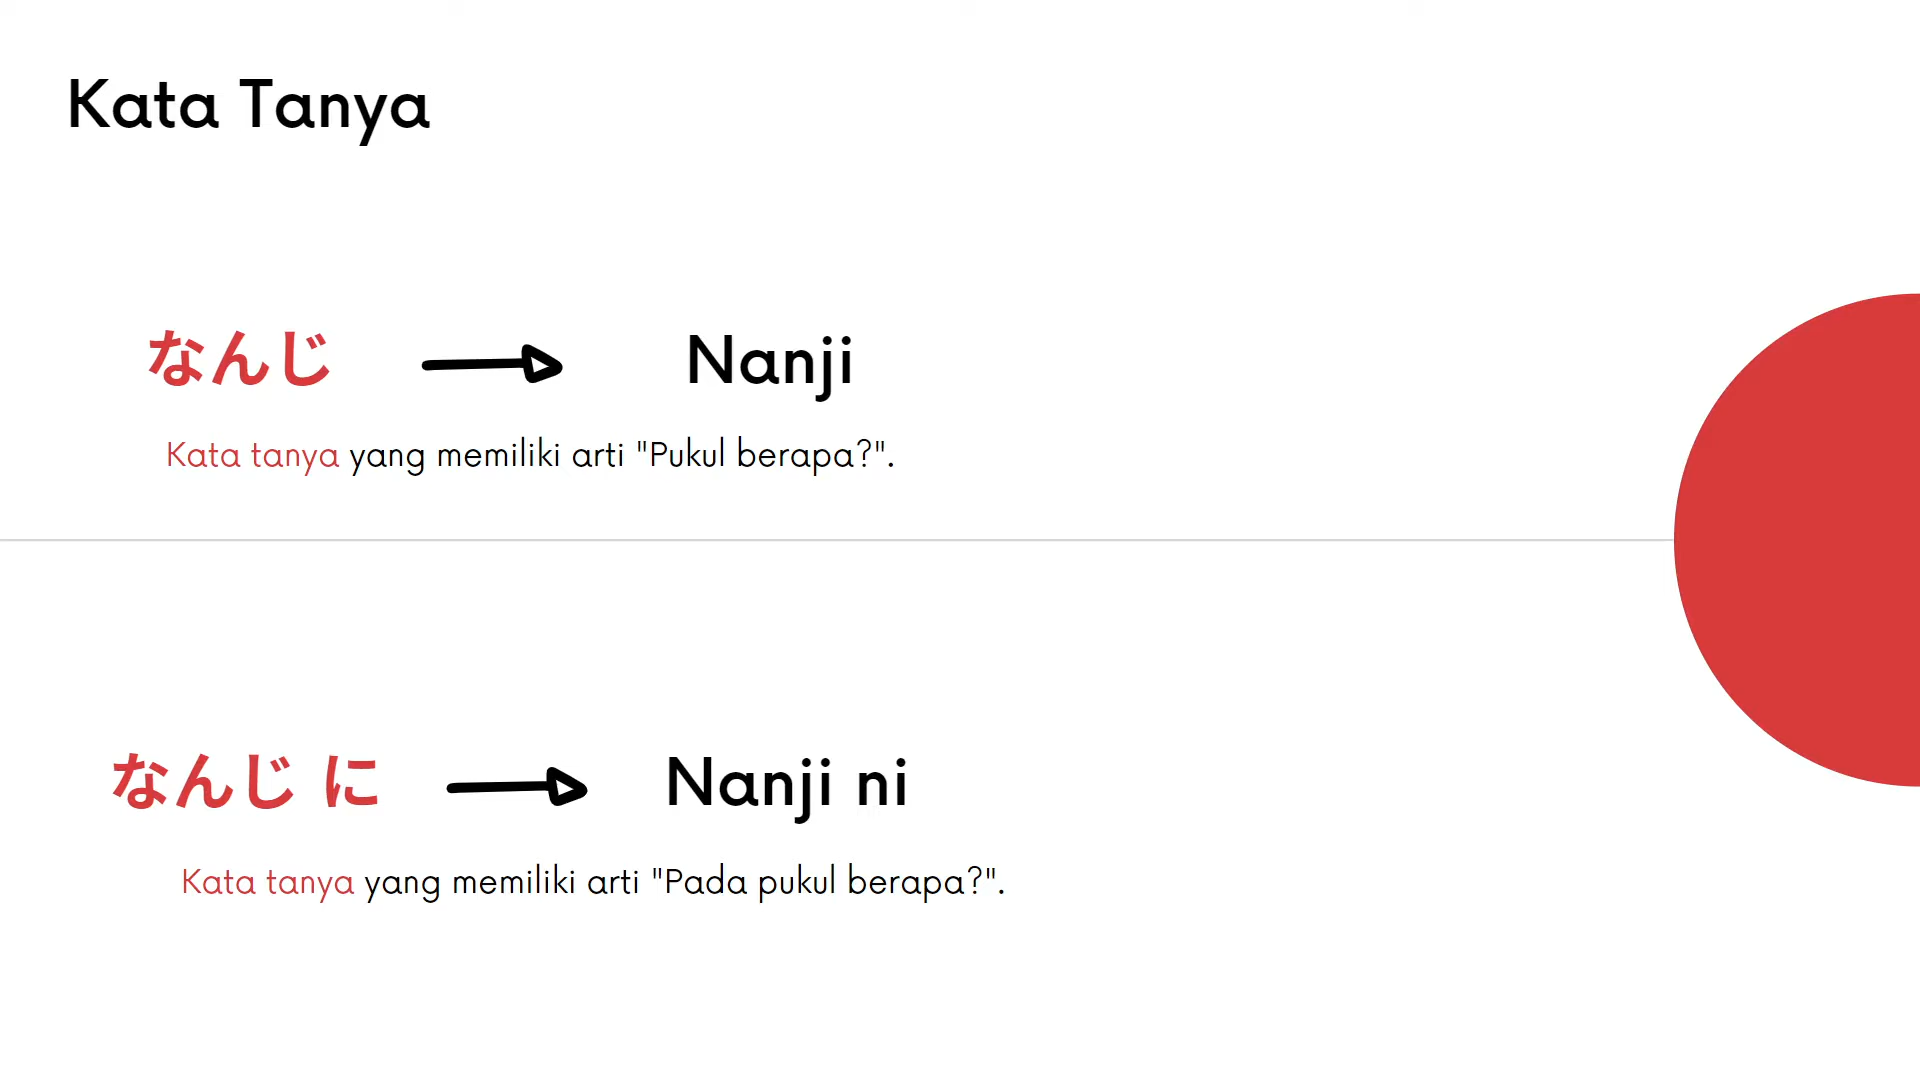 Kata Tanya
なんじ Nanji
Kata tanya yang memiliki arti "Pukul berapa?".
なんじ に Nanji ni
Kata tanya yang memiliki arti "Pada pukul berapa?".